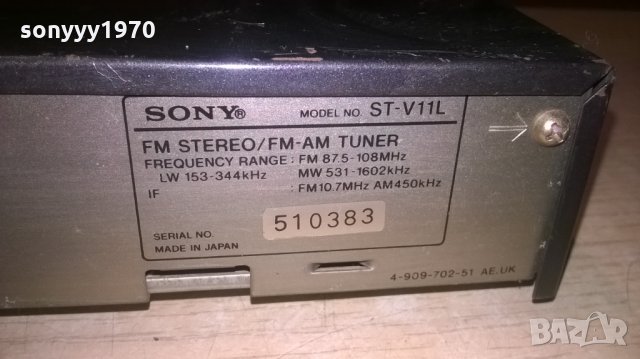 sonyyy1970
SONY® MODEL NO. ST-V11L
FM STEREO/FM-AM TUNER
FREQUENCY RANGE : FM 87.5-108MHz
LW 153-344kHz MW 531-1602kHz
IF : FM10.7MHz AM450kHz
510383
SERIAL NO.
MADE IN JAPAN
4-909-702-51 AE.UK
BAZAR
bg